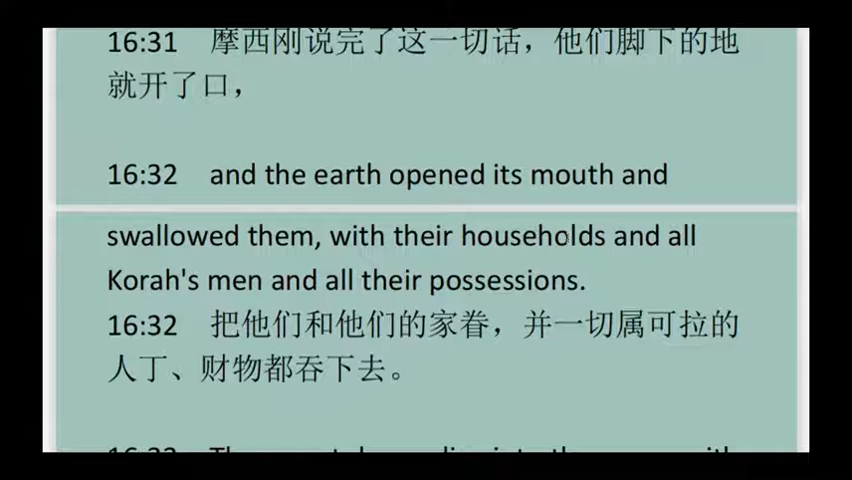 16:31 摩西刚说完了这一切话，他们脚下的地
就开了口，
16:32 and the earth opened its mouth and
swallowed them, with their households and all
Korah's men and all their possessions.
16:32 把他们和他们的家眷，并一切属可拉的
人丁、财物都吞下去。